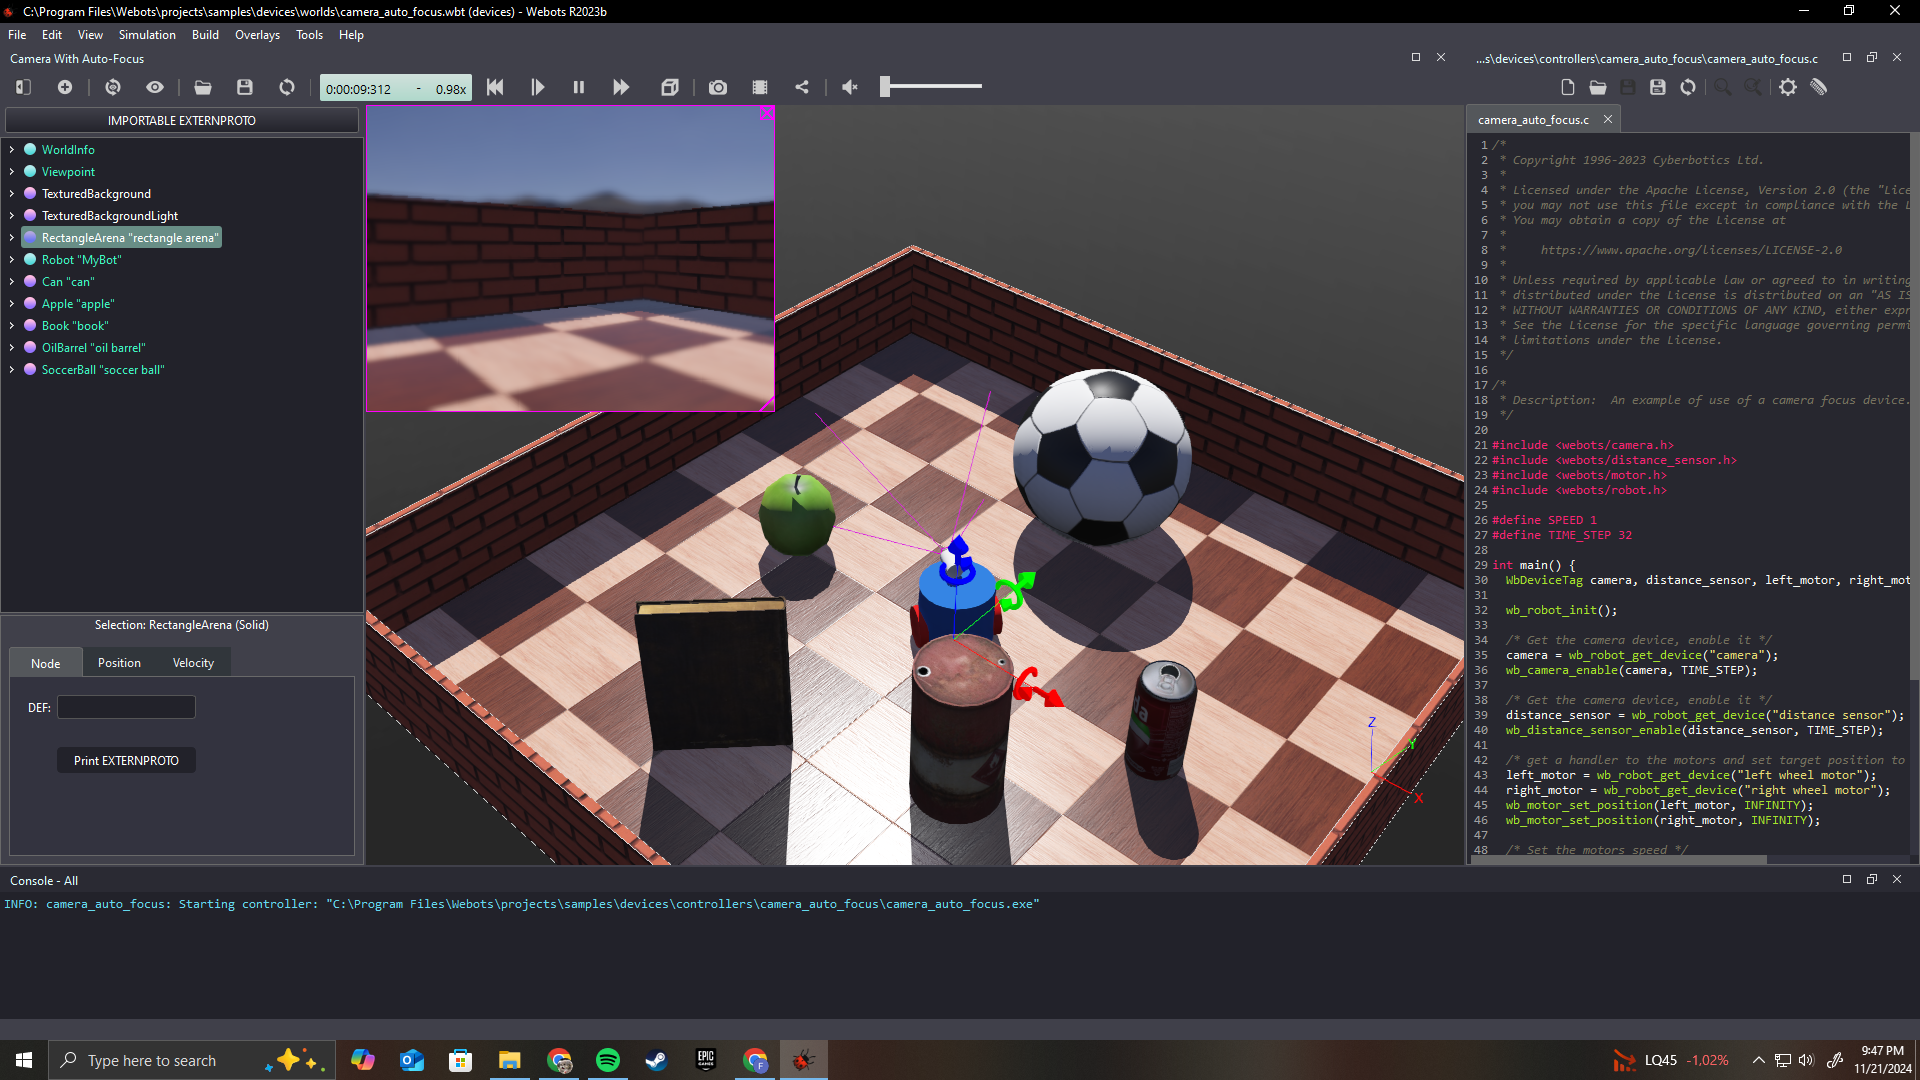 C:\Program Files\Webots\projects\samples\devices\worlds\camera_auto_focus.wbt (devices) - Webots R2023b
File Edit View Simulation Build Overlays Tools Help
Camera With Auto-Focus
...s\devices\controllers\camera_auto_focus\camera_auto_focus.c
0:00:09:312 - 0.98x
IMPORTABLE EXTERNPROTO
WorldInfo
Viewpoint
TexturedBackground
TexturedBackgroundLight
RectangleArena "rectangle arena"
Robot "MyBot"
Can "can"
Apple "apple"
Book "book"
OilBarrel "oil barrel"
SoccerBall "soccer ball"
Selection: RectangleArena (Solid)
Node Position Velocity
DEF:
Print EXTERNPROTO
Z
Y
X
camera_auto_focus.c
1 /*
2 * Copyright 1996-2023 Cyberbotics Ltd.
3 *
4 * Licensed under the Apache License, Version 2.0 (the "Lice
5 * you may not use this file except in compliance with the L
6 * You may obtain a copy of the License at
7 *
8 * https://www.apache.org/licenses/LICENSE-2.0
9 *
10 * Unless required by applicable law or agreed to in writing
11 * distributed under the License is distributed on an "AS IS
12 * WITHOUT WARRANTIES OR CONDITIONS OF ANY KIND, either expr
13 * See the License for the specific language governing permi
14 * limitations under the License.
15 */
16
17 /*
18 * Description: An example of use of a camera focus device.
19 */
20
21 #include <webots/camera.h>
22 #include <webots/distance_sensor.h>
23 #include <webots/motor.h>
24 #include <webots/robot.h>
25
26 #define SPEED 1
27 #define TIME_STEP 32
28
29 int main() {
30 WbDeviceTag camera, distance_sensor, left_motor, right_mot
31
32 wb_robot_init();
33
34 /* Get the camera device, enable it */
35 camera = wb_robot_get_device("camera");
36 wb_camera_enable(camera, TIME_STEP);
37
38 /* Get the camera device, enable it */
39 distance_sensor = wb_robot_get_device("distance sensor");
40 wb_distance_sensor_enable(distance_sensor, TIME_STEP);
41
42 /* get a handler to the motors and set target position to
43 left_motor = wb_robot_get_device("left wheel motor");
44 right_motor = wb_robot_get_device("right wheel motor");
45 wb_motor_set_position(left_motor, INFINITY);
46 wb_motor_set_position(right_motor, INFINITY);
47
48 /* Set the motors speed */
Console - All
INFO: camera_auto_focus: Starting controller: "C:\Program Files\Webots\projects\samples\devices\controllers\camera_auto_focus\camera_auto_focus.exe"
Type here to search
EPIC
GAMES
F
LQ45 -1,02%
9:47 PM
11/21/2024